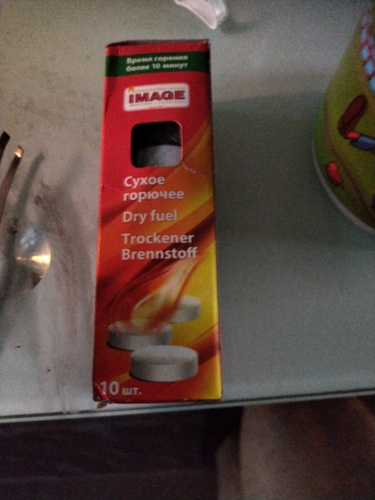 Время горения
более 10 минут
IMAGE
Сухое
горючее
Dry fuel
Trockener
Brennstoff
10 шт.